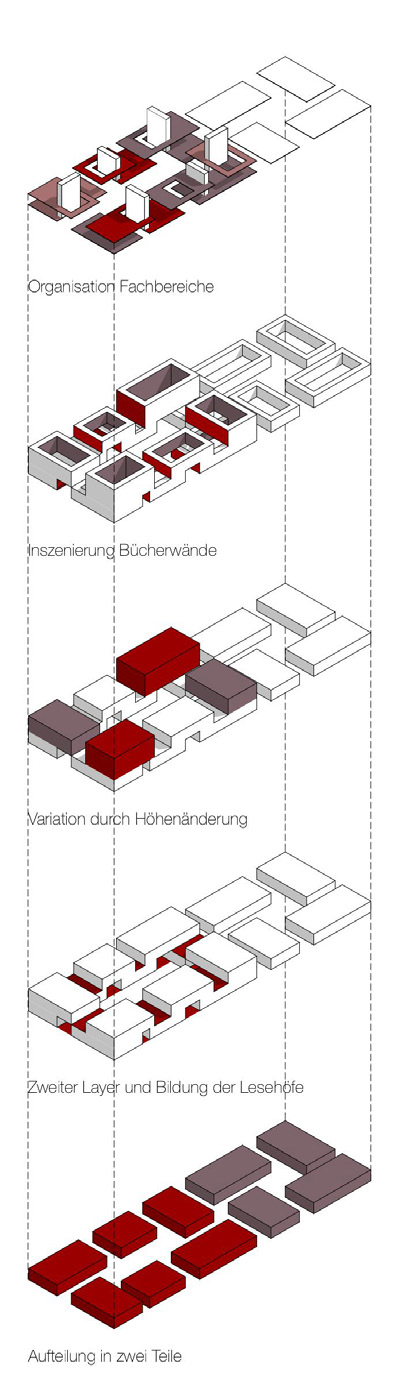 Organisation Fachbereiche
Inszenierung Bücherwände
Variation durch Höhenänderung
Zweiter Layer und Bildung der Lesehöfe
Aufteilung in zwei Teile